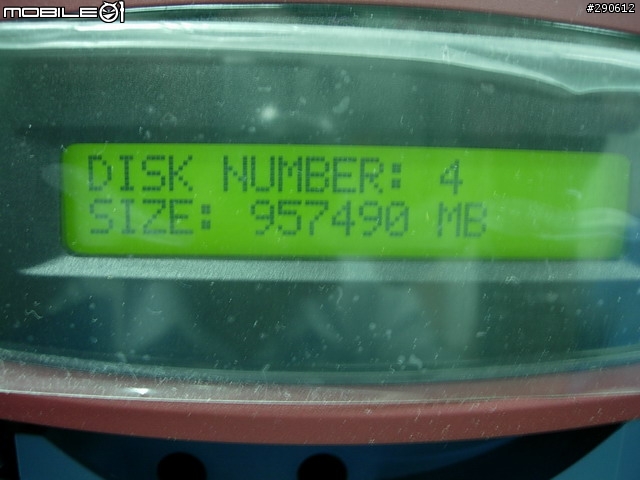 MOBILE01
#290612
DISK NUMBER: 4
SIZE: 957490 MB